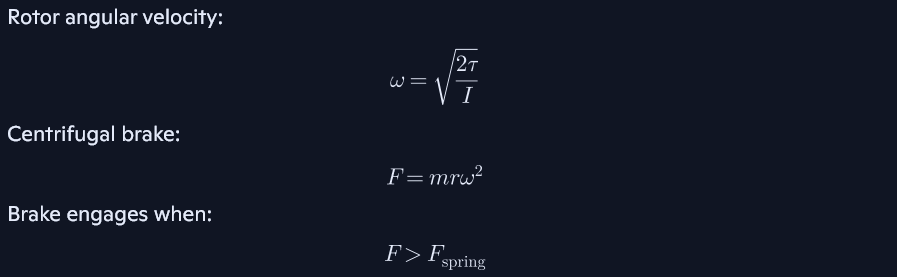 Rotor angular velocity:
ω = √(2τ/I)
Centrifugal brake:
F = mrω²
Brake engages when:
F > F_spring